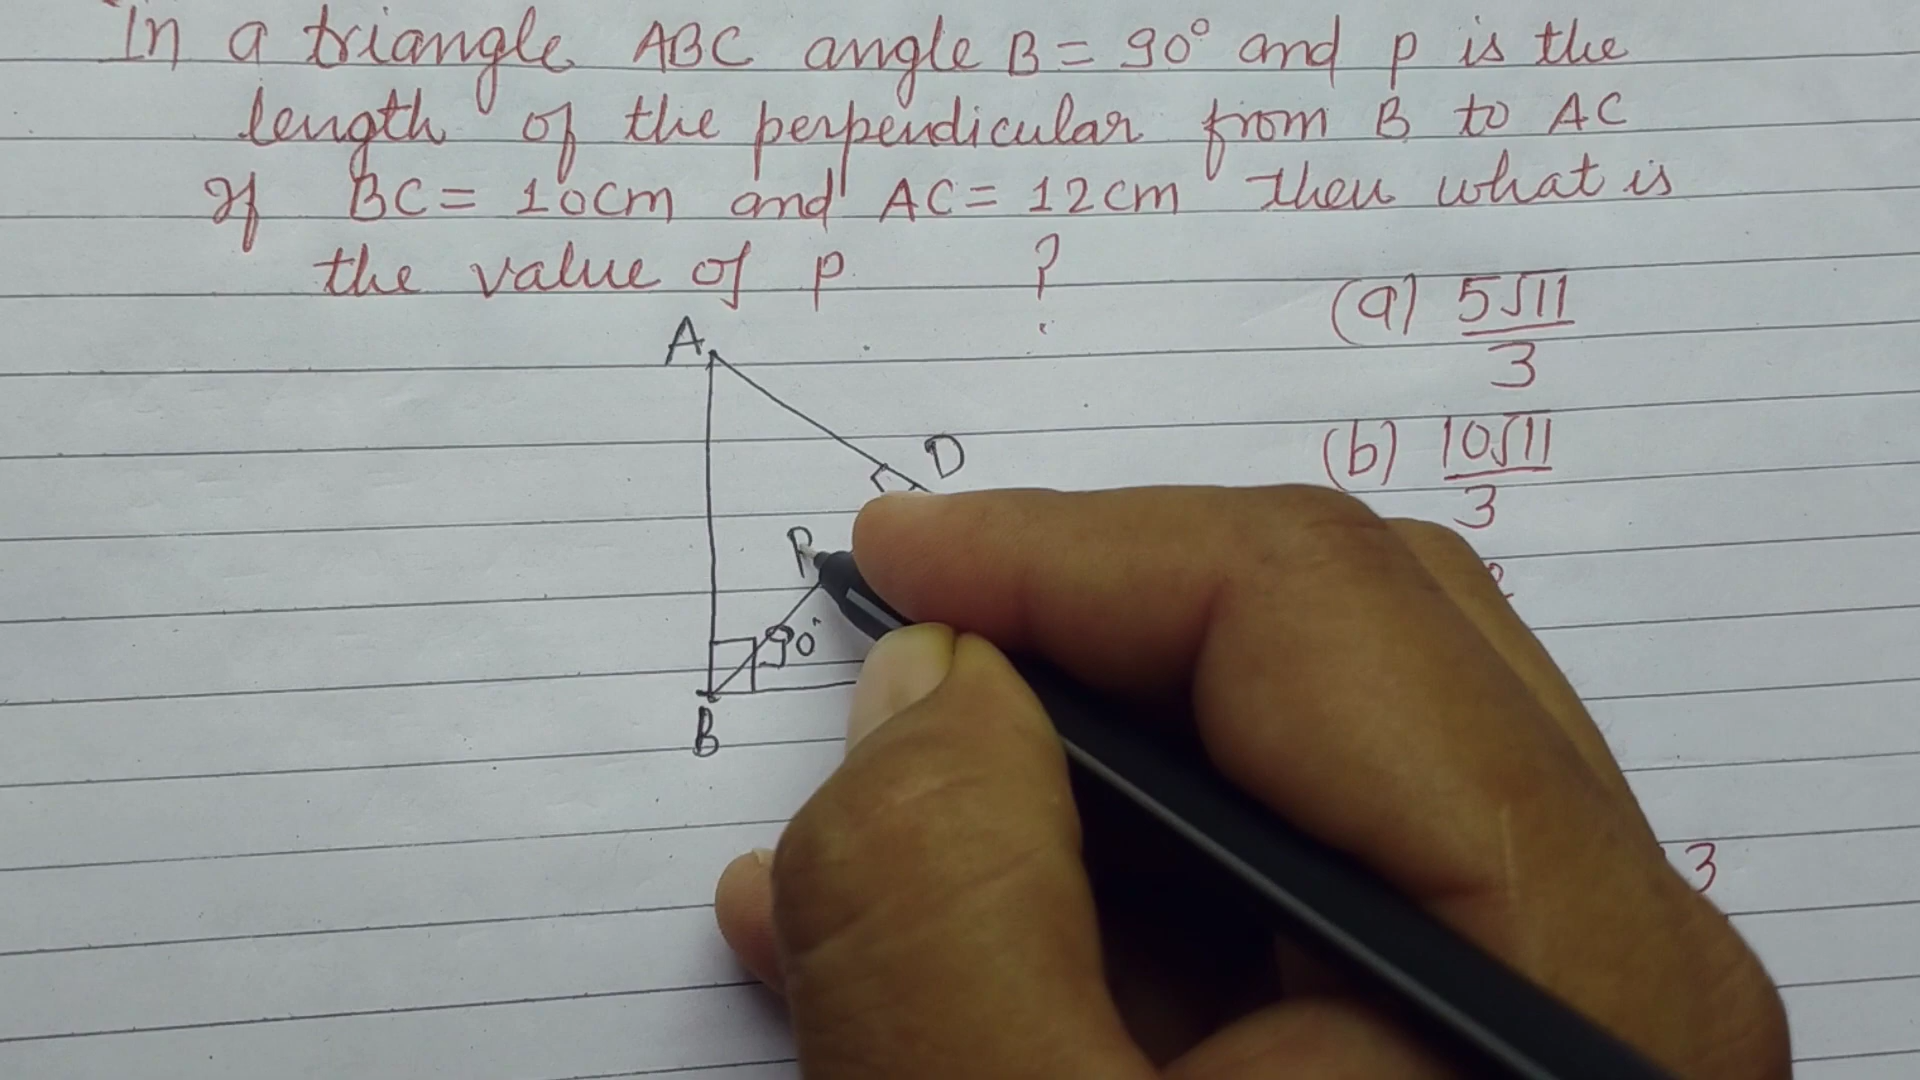 In a triangle ABC angle B = 90° and p is the
length of the perpendicular from B to AC
If BC = 10cm and AC = 12cm then what is
the value of p ?
(a) 5√11
3
A
(b) 10√11
3
D
P
90°
B
3